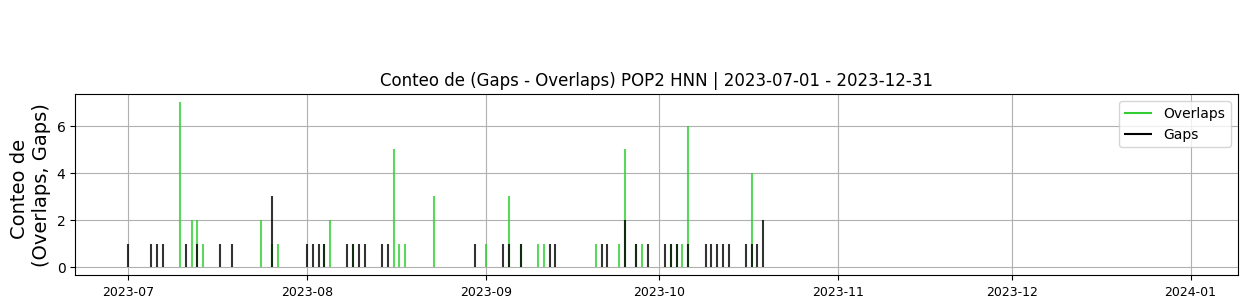 Conteo de (Gaps - Overlaps) POP2 HNN | 2023-07-01 - 2023-12-31
Conteo de
(Overlaps, Gaps)
6
4
2
0
Overlaps
Gaps
2023-07
2023-08
2023-09
2023-10
2023-11
2023-12
2024-01